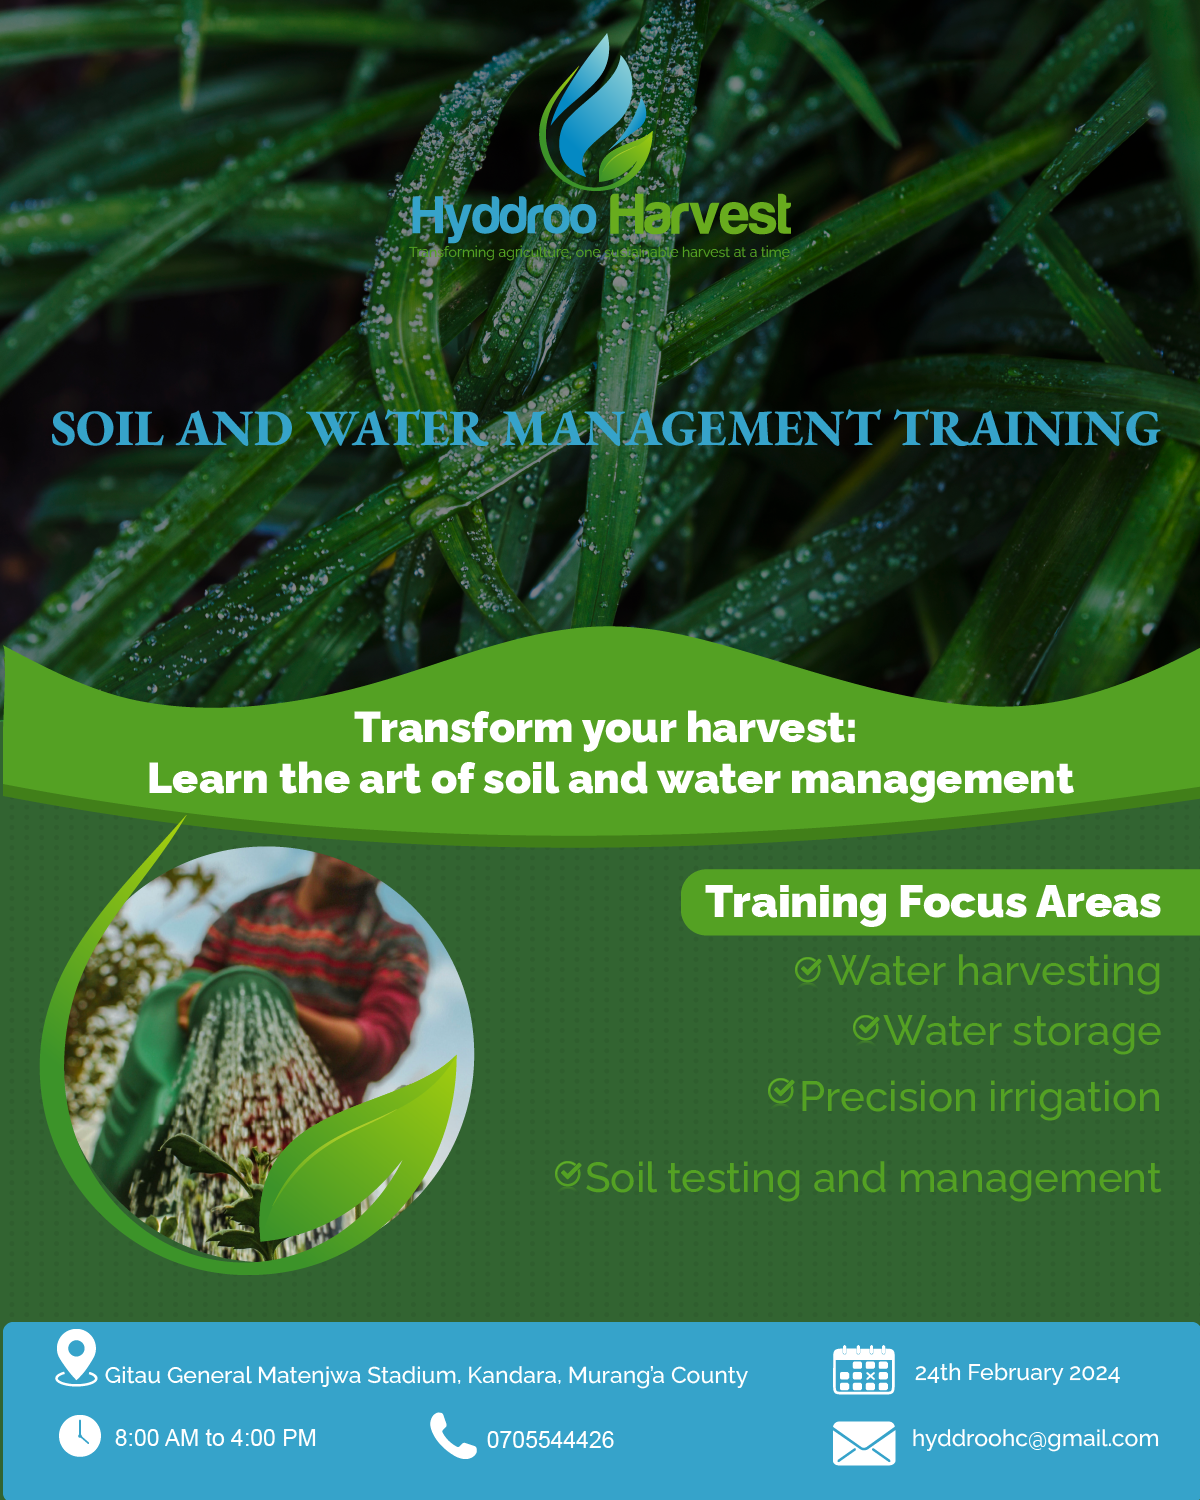 Hyddroo Harvest
Transforming agriculture, one sustainable harvest at a time
SOIL AND WATER MANAGEMENT TRAINING
Transform your harvest:
Learn the art of soil and water management
Training Focus Areas
Water harvesting
Water storage
Precision irrigation
Soil testing and management
Gitau General Matenjwa Stadium, Kandara, Murang'a County
24th February 2024
8:00 AM to 4:00 PM
0705544426
hyddroohc@gmail.com